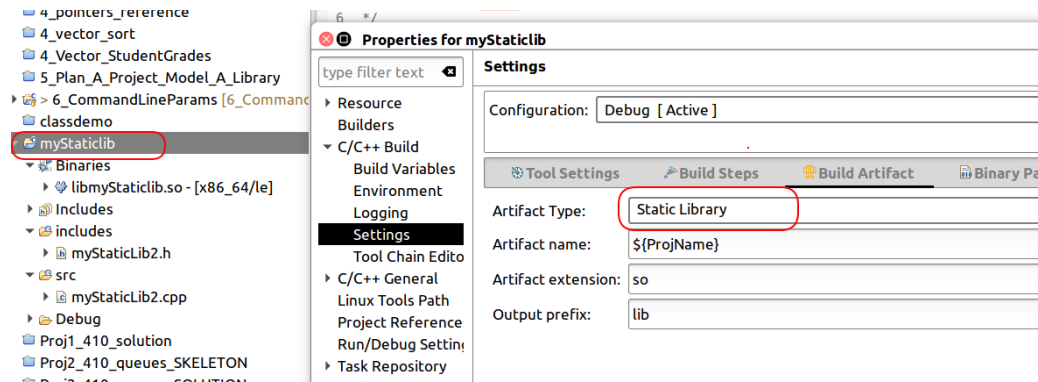 4_pointers_reference
4_vector_sort
4_Vector_StudentGrades
5_Plan_A_Project_Model_A_Library
> 6_CommandLineParams [6_Comman
classdemo
myStaticlib
Binaries
libmyStaticlib.so - [x86_64/le]
Includes
includes
myStaticLib2.h
src
myStaticLib2.cpp
Debug
Proj1_410_solution
Proj2_410_queues_SKELETON
6 */
Properties for myStaticlib
type filter text
Resource
Builders
C/C++ Build
Build Variables
Environment
Logging
Settings
Tool Chain Edito
C/C++ General
Linux Tools Path
Project Reference
Run/Debug Setting
Task Repository
Settings
Configuration: Debug [ Active ]
Tool Settings Build Steps Build Artifact Binary Pa
Artifact Type: Static Library
Artifact name: ${ProjName}
Artifact extension: so
Output prefix: lib